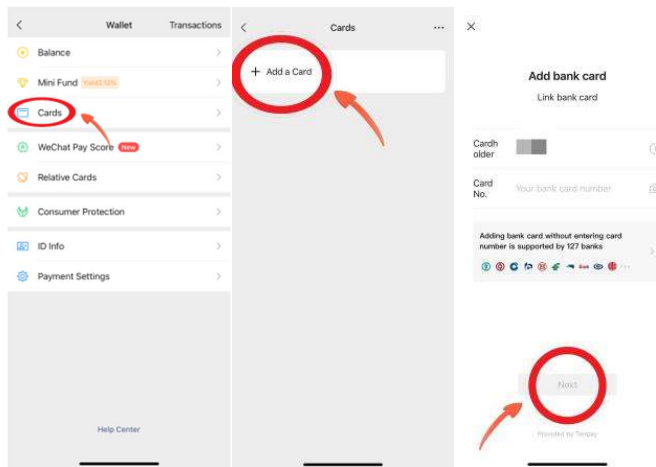 Wallet
Transactions
Balance
Mini Fund
Cards
WeChat Pay Score New
Relative Cards
Consumer Protection
ID Info
Payment Settings
Help Center
Cards
+ Add a Card
Add bank card
Link bank card
Cardh
older
Card
No.
Your bank card number
Adding bank card without entering card
number is supported by 127 banks
Next
Provided by Tenpay